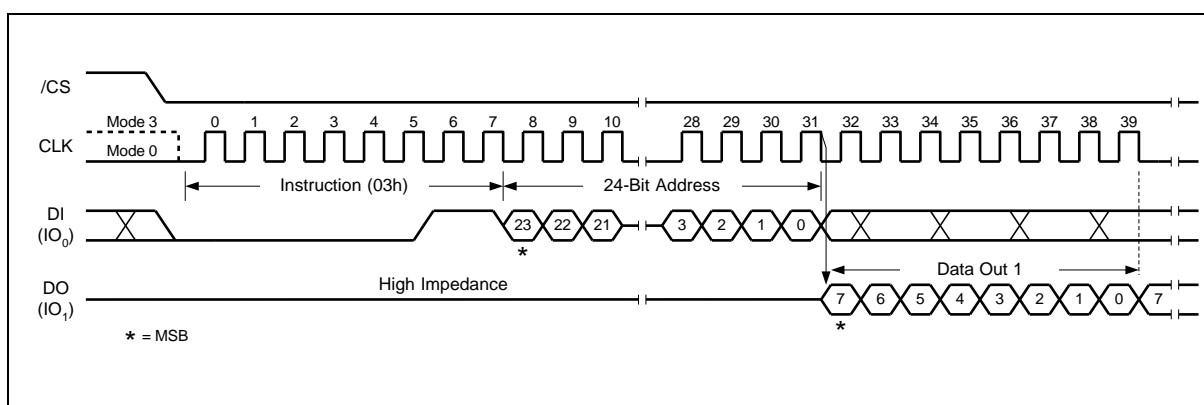 /CS
Mode 3
0 1 2 3 4 5 6 7 8 9 10 28 29 30 31 32 33 34 35 36 37 38 39
CLK
Mode 0
Instruction (03h)
24-Bit Address
DI
(IO0)
23 22 21 3 2 1 0
*
Data Out 1
DO
(IO1)
High Impedance
7 6 5 4 3 2 1 0 7
*
* = MSB